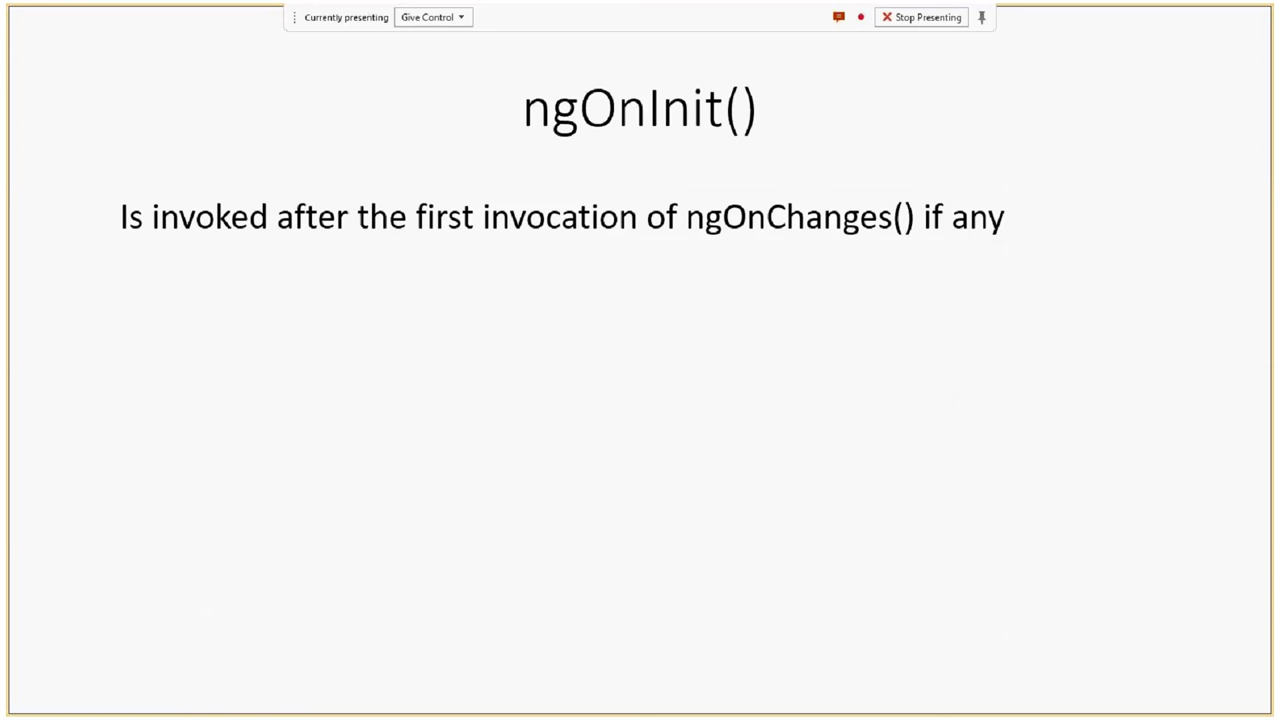 Currently presenting Give Control Stop Presenting
ngOnInit()
Is invoked after the first invocation of ngOnChanges() if any